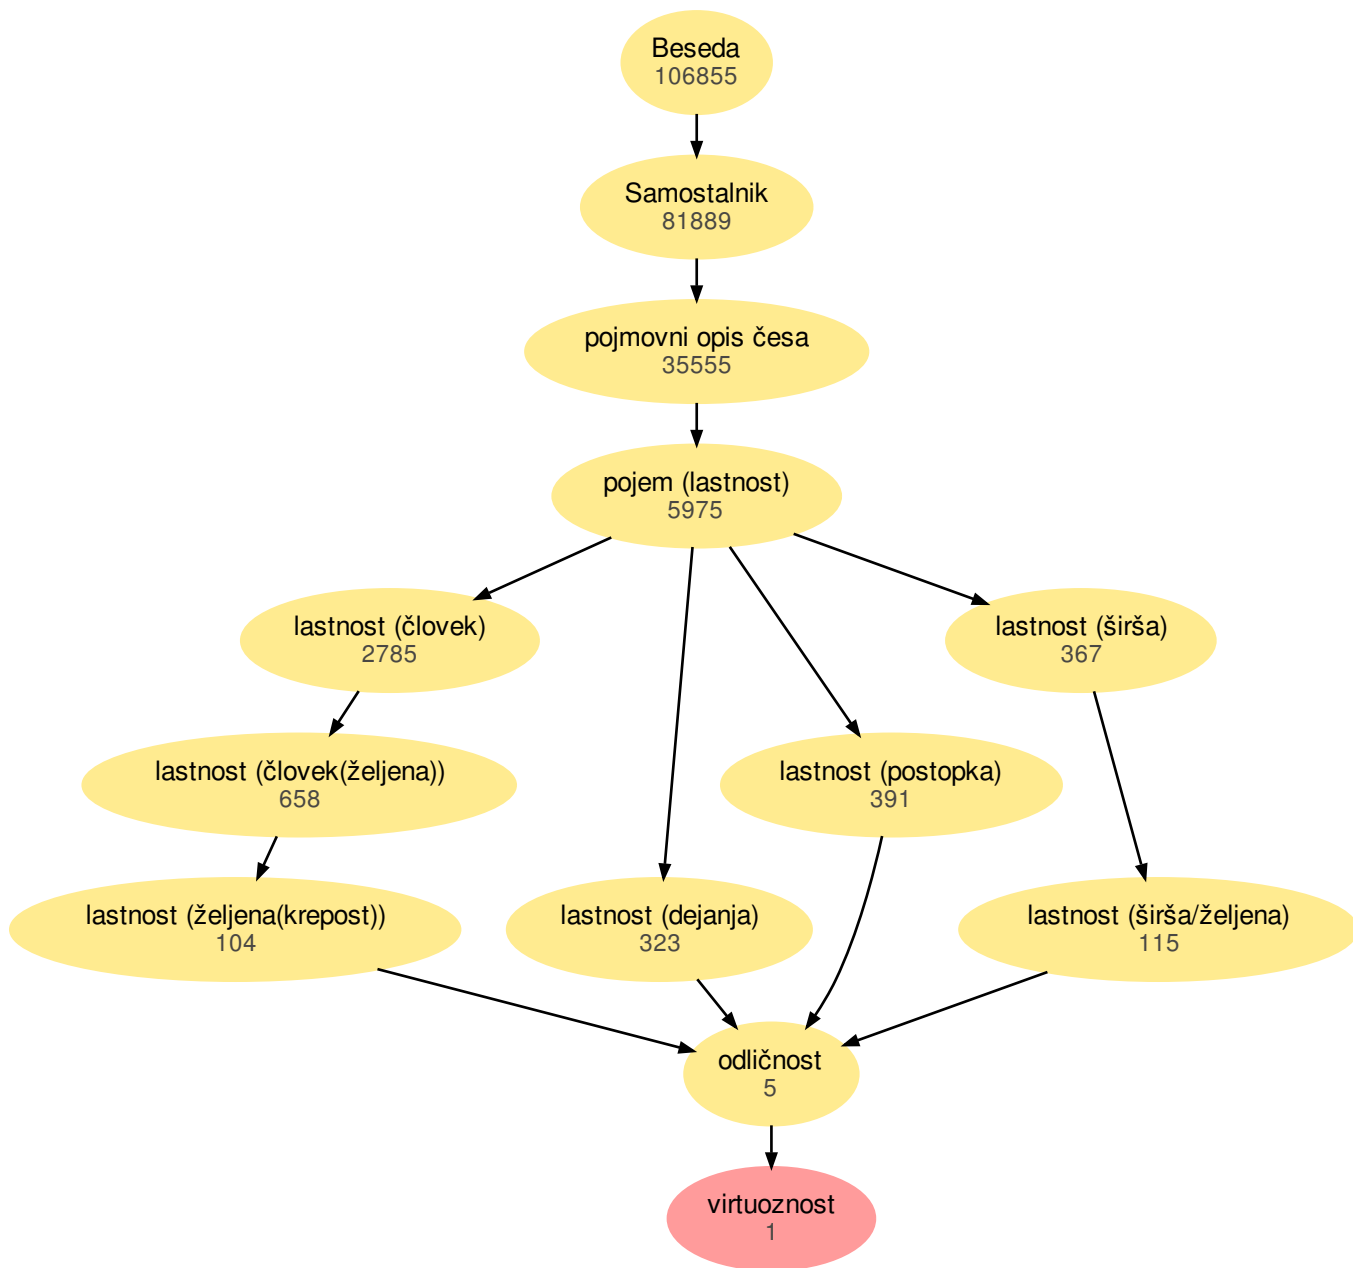 Beseda
106855
Samostalnik
81889
pojmovni opis česa
35555
pojem (lastnost)
5975
lastnost (človek)
2785
lastnost (širša)
367
lastnost (človek(željena))
658
lastnost (postopka)
391
lastnost (željena(krepost))
104
lastnost (dejanja)
323
lastnost (širša/željena)
115
odličnost
5
virtuoznost
1